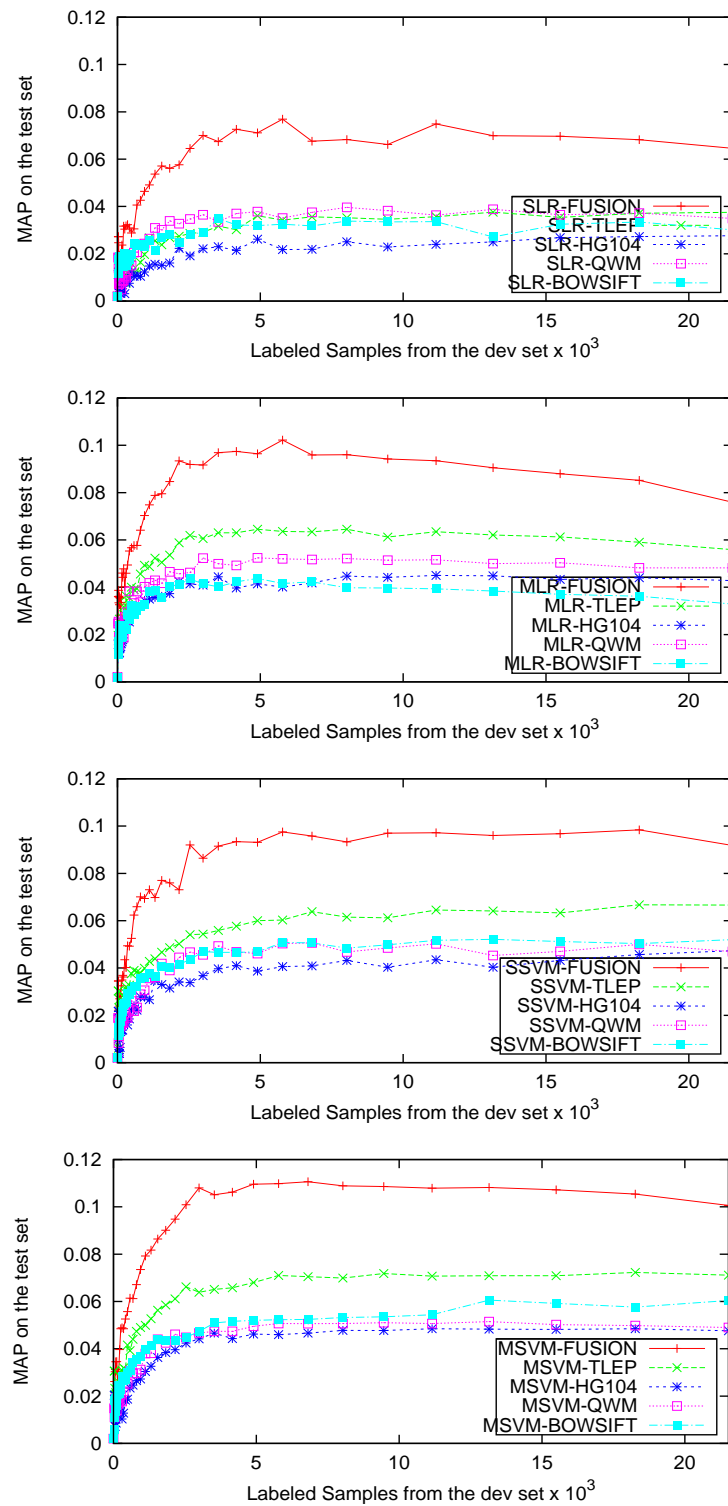 0.12
0.1
0.08
0.06
0.04
0.02
0
MAP on the test set
SLR-FUSION
SLR-TLEP
SLR-HG104
SLR-QWM
SLR-BOWSIFT
0 5 10 15 20
Labeled Samples from the dev set x 10³
0.12
0.1
0.08
0.06
0.04
0.02
0
MAP on the test set
MLR-FUSION
MLR-TLEP
MLR-HG104
MLR-QWM
MLR-BOWSIFT
0 5 10 15 20
Labeled Samples from the dev set x 10³
0.12
0.1
0.08
0.06
0.04
0.02
0
MAP on the test set
SSVM-FUSION
SSVM-TLEP
SSVM-HG104
SSVM-QWM
SSVM-BOWSIFT
0 5 10 15 20
Labeled Samples from the dev set x 10³
0.12
0.1
0.08
0.06
0.04
0.02
0
MAP on the test set
MSVM-FUSION
MSVM-TLEP
MSVM-HG104
MSVM-QWM
MSVM-BOWSIFT
0 5 10 15 20
Labeled Samples from the dev set x 10³